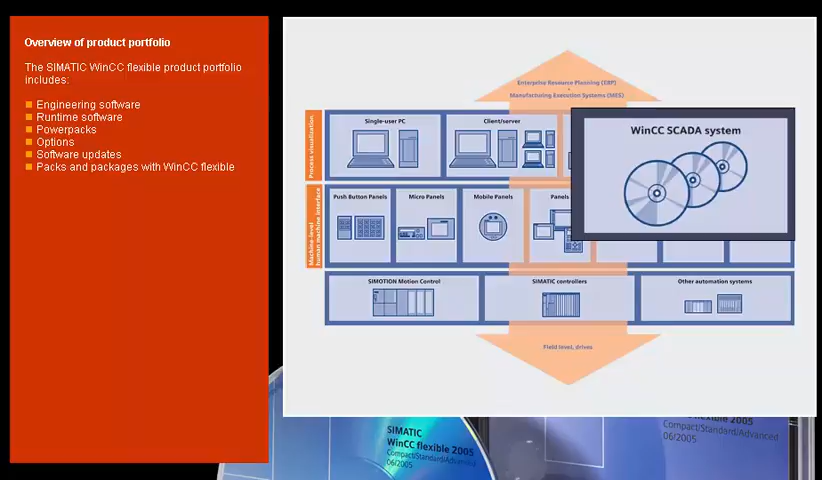 Overview of product portfolio
The SIMATIC WinCC flexible product portfolio
includes:
Engineering software
Runtime software
Powerpacks
Options
Software updates
Packs and packages with WinCC flexible
Enterprise Resource Planning (ERP)
Manufacturing Execution Systems (MES)
Process visualization
Single-user PC
Client/server
WinCC SCADA system
Machine-level
human machine interface
Push Button Panels
Micro Panels
Mobile Panels
Panels
SIMOTION Motion Control
SIMATIC controllers
Other automation systems
Field level, drives
SIMATIC
WinCC flexible 2005
Compact/Standard/Advanced
06/2005
flexible 2005
Compact/Standard/Advanced
06/2005